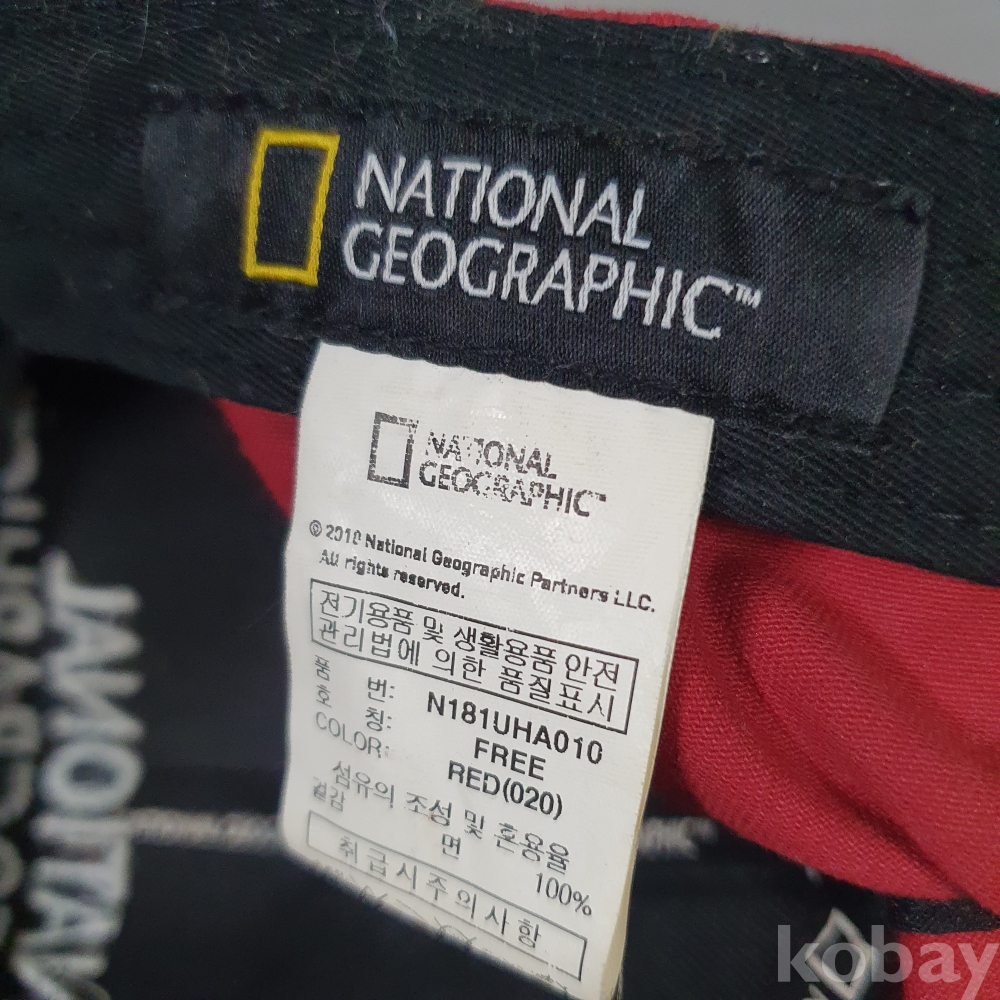 NATIONAL
GEOGRAPHIC™
NATIONAL
GEOGRAPHIC™
© 2018 National Geographic Partners LLC.
All rights reserved.
전기용품 및 생활용품 안전
관리법에 의한 품질표시
품 번: N181UHA010
호 칭: FREE
COLOR: RED(020)
섬유의 조성 및 혼용율
겉감 면 100%
취급시주의사항
NATIONAL
GRAPHIC™
kobay